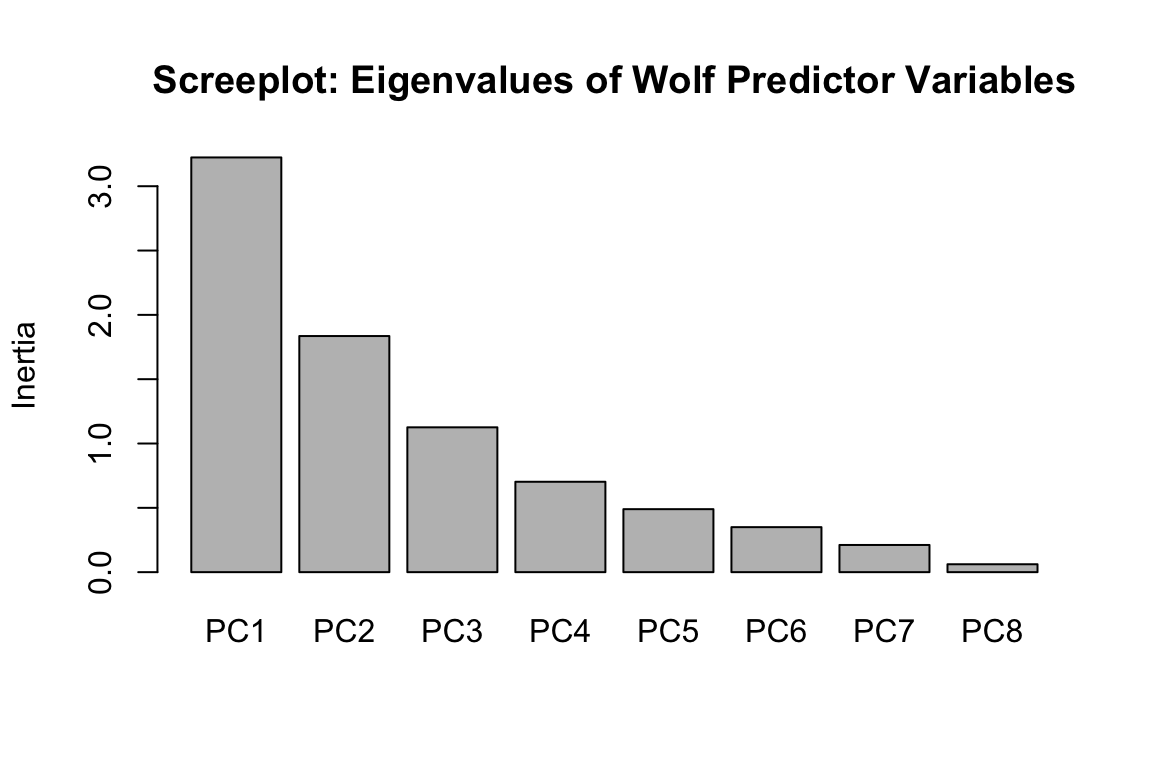 Screeplot: Eigenvalues of Wolf Predictor Variables
Inertia
3.0
2.0
1.0
0.0
PC1 PC2 PC3 PC4 PC5 PC6 PC7 PC8